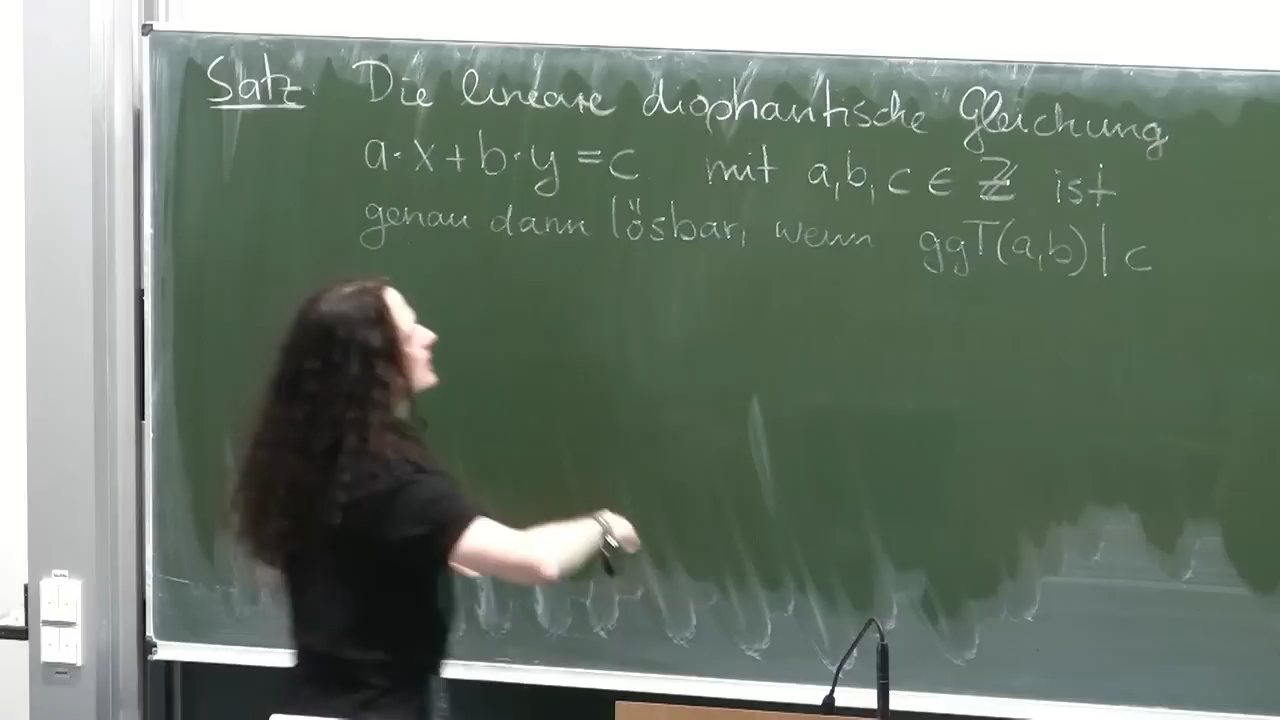 Satz Die lineare diophantische Gleichung
a·x+b·y=c mit a,b,c ∈ ℤ ist
genau dann lösbar, wenn ggT(a,b)|c